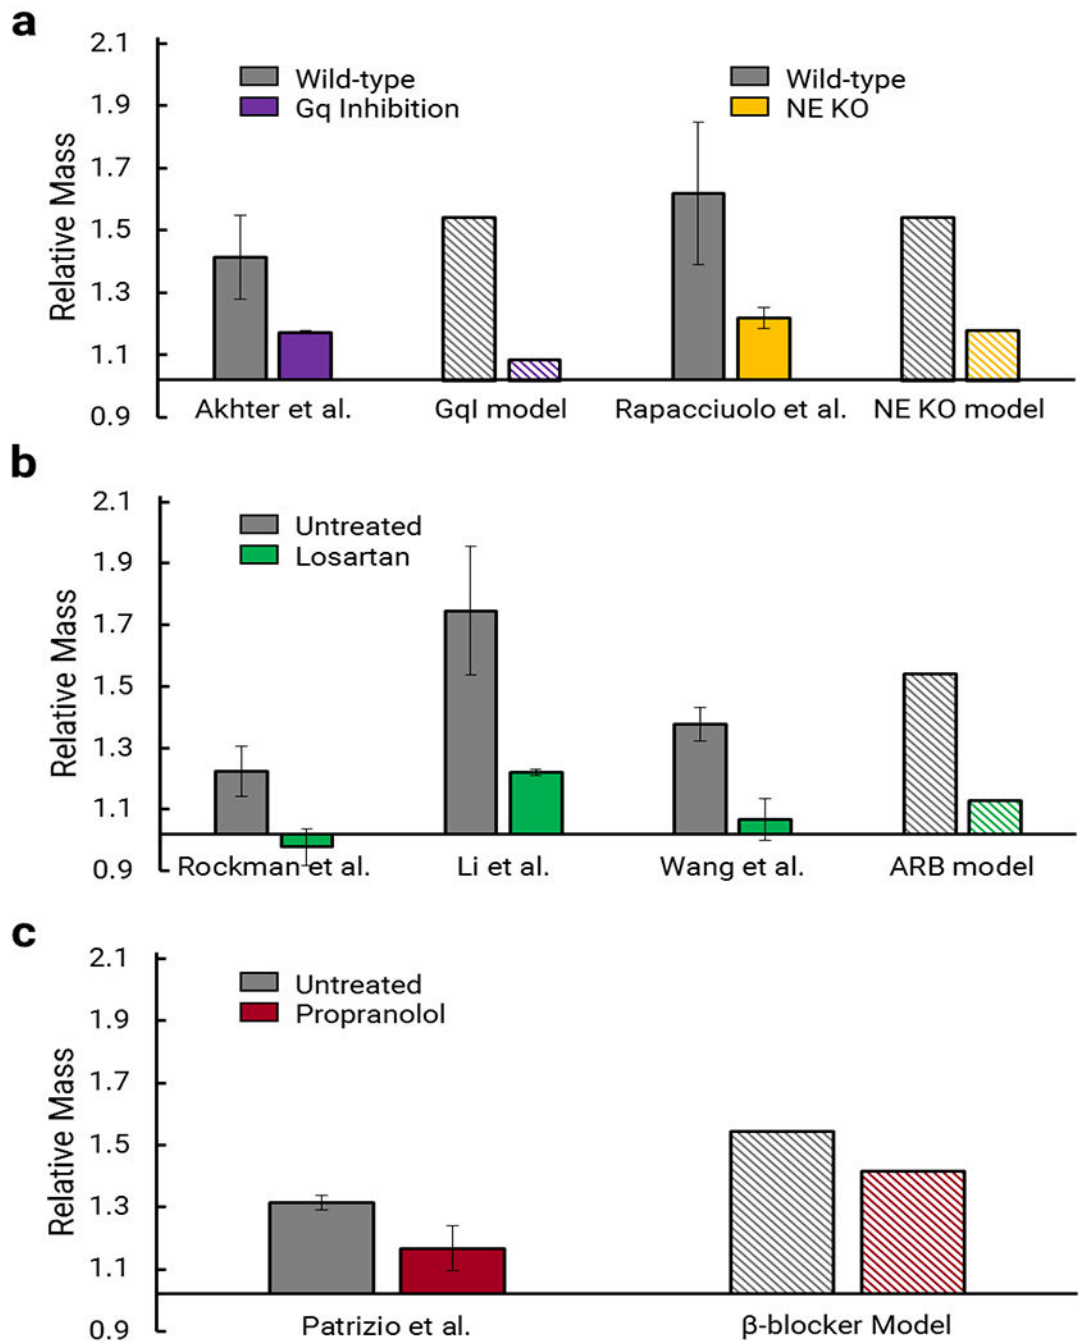 a
2.1
1.9
1.7
1.5
1.3
1.1
0.9
Relative Mass
Wild-type
Gq Inhibition
Wild-type
NE KO
Akhter et al.
GqI model
Rapacciuolo et al.
NE KO model
b
2.1
1.9
1.7
1.5
1.3
1.1
0.9
Relative Mass
Untreated
Losartan
Rockman et al.
Li et al.
Wang et al.
ARB model
c
2.1
1.9
1.7
1.5
1.3
1.1
0.9
Relative Mass
Untreated
Propranolol
Patrizio et al.
β-blocker Model